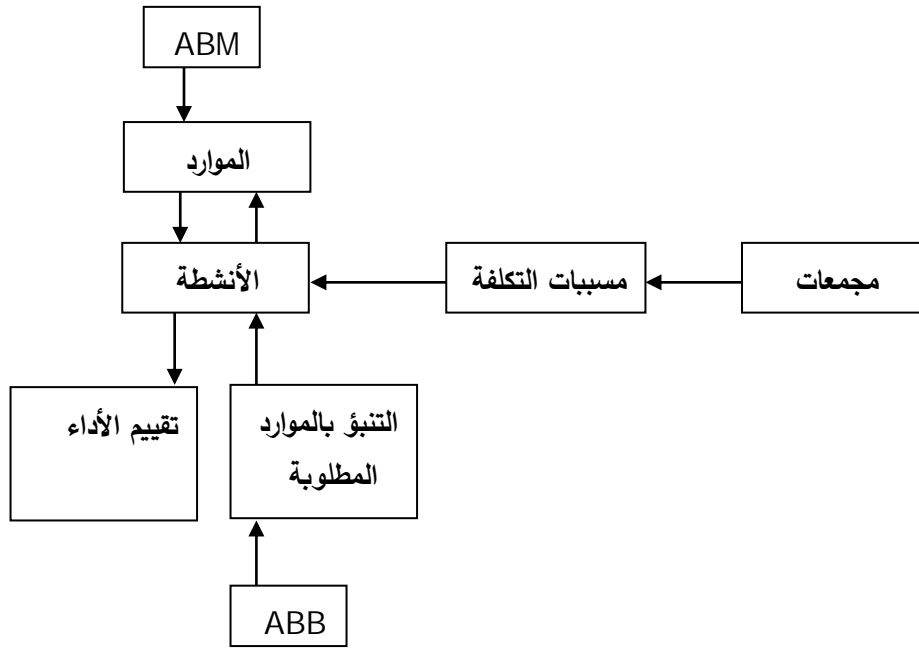 ABM
الموارد
مجمعات
مسببات التكلفة
الأنشطة
التنبؤ بالموارد
المطلوبة
تقييم الأداء
ABB